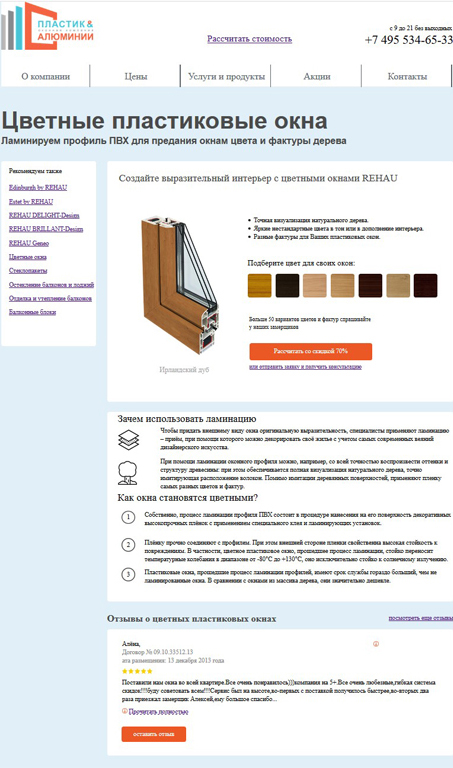 ПЛАСТИК&
АЛЮМИНИЙ
Рассчитать стоимость
с 9 до 21 без выходных
+7 495 534-65-33
О компании
Цены
Услуги и продукты
Акции
Контакты
Цветные пластиковые окна
Ламинируем профиль ПВХ для предания окнам цвета и фактуры дерева
Рекомендуем также
Edinburgh by REHAU
Estet by REHAU
REHAU DELIGHT-Design
REHAU BRILLANT-Design
REHAU Geneo
Цветные окна
Стеклопакеты
Остекление балконов и лоджий
Отделка и утепление балконов
Балконные блоки
Создайте выразительный интерьер с цветными окнами REHAU
Точная визуализация натурального дерева.
Яркие нестандартные цвета в тон или в дополнение интерьера.
Разные фактуры для Ваших пластиковых окон.
Подберите цвет для своих окон:
Больше 50 вариантов цветов и фактур спрашивайте
у наших замерщиков
Рассчитать со скидкой 70%
или отправить заявку и получить консультацию
Ирландский дуб
Зачем использовать ламинацию
Чтобы придать внешнему виду окна оригинальную выразительность, специалисты применяют ламинацию
– приём, при помощи которого можно декорировать своё жилье с учетом самых современных веяний
дизайнерского искусства.
При помощи ламинации оконного профиля можно, например, со всей точностью воспроизвести оттенки и
структуру древесины: при этом обеспечивается полная визуализация натурального дерева, точно
имитирующая расположение волокон. Помимо имитации деревянных поверхностей, применяют пленку
самых разных цветов и фактур.
Как окна становятся цветными?
1
Собственно, процесс ламинации профиля ПВХ состоит в процедуре нанесения на его поверхность декоративных
высокопрочных плёнок с применением специального клея и ламинирующих установок.
2
Плёнку прочно соединяют с профилем. При этом внешней стороне пленки свойственна высокая стойкость к
повреждениям. В частности, цветное пластиковое окно, прошедшее процесс ламинации, стойко переносит
температурные колебания в диапазоне от -80°С до +130°С, оно исключительно стойко к солнечному излучению.
3
Пластиковые окна, прошедшие процесс ламинации профилей, имеют срок службы гораздо больший, чем не
ламинированные окна. В сравнении с окнами из массива дерева, они значительно дешевле.
Отзывы о цветных пластиковых окнах
посмотреть еще отзывы
Алёна,
Договор № 09.10.33512.13
ата размещения: 13 декабря 2013 года
Поставили нам окна во всей квартире.Все очень понравилось)))компания на 5+.Все очень любезные,гибкая система
скидок!!!!буду советовать всем!!!!Сервис был на высоте,во-первых с поставкой получилось быстрее,во-вторых два
раза приезжал замерщик Алексей,ему большое спасибо...
Прочитать полностью
оставить отзыв